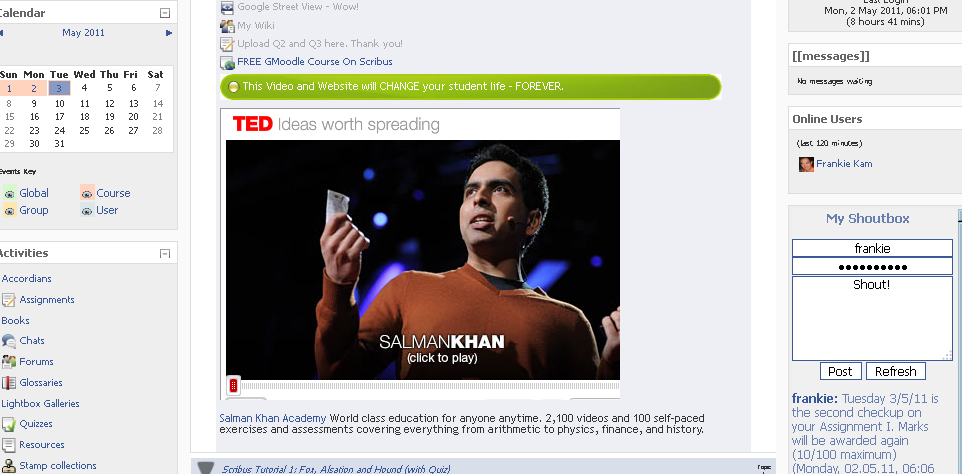 Calendar
May 2011
Sun Mon Tue Wed Thu Fri Sat
1 2 3 4 5 6 7
8 9 10 11 12 13 14
15 16 17 18 19 20 21
22 23 24 25 26 27 28
29 30 31
Events Key
Global
Course
Group
User
Activities
Accordians
Assignments
Books
Chats
Forums
Glossaries
Lightbox Galleries
Quizzes
Resources
Stamp collections
Google Street View - Wow!
My Wiki
Upload Q2 and Q3 here. Thank you!
FREE GMoodle Course On Scribus
This Video and Website will CHANGE your student life - FOREVER.
TED Ideas worth spreading
SALMANKHAN
(click to play)
Salman Khan Academy World class education for anyone anytime. 2,100 videos and 100 self-paced
exercises and assessments covering everything from arithmetic to physics, finance, and history.
Scribus Tutorial 1: Fox, Alsation and Hound (with Quiz)
Topic
Last Login
Mon, 2 May 2011, 06:01 PM
(8 hours 41 mins)
[[messages]]
No messages waiting
Online Users
(last 120 minutes)
Frankie Kam
My Shoutbox
frankie
●●●●●●●●●●
Shout!
Post
Refresh
frankie: Tuesday 3/5/11 is
the second checkup on
your Assignment I. Marks
will be awarded again
(10/100 maximum)
(Monday, 02.05.11, 06:06